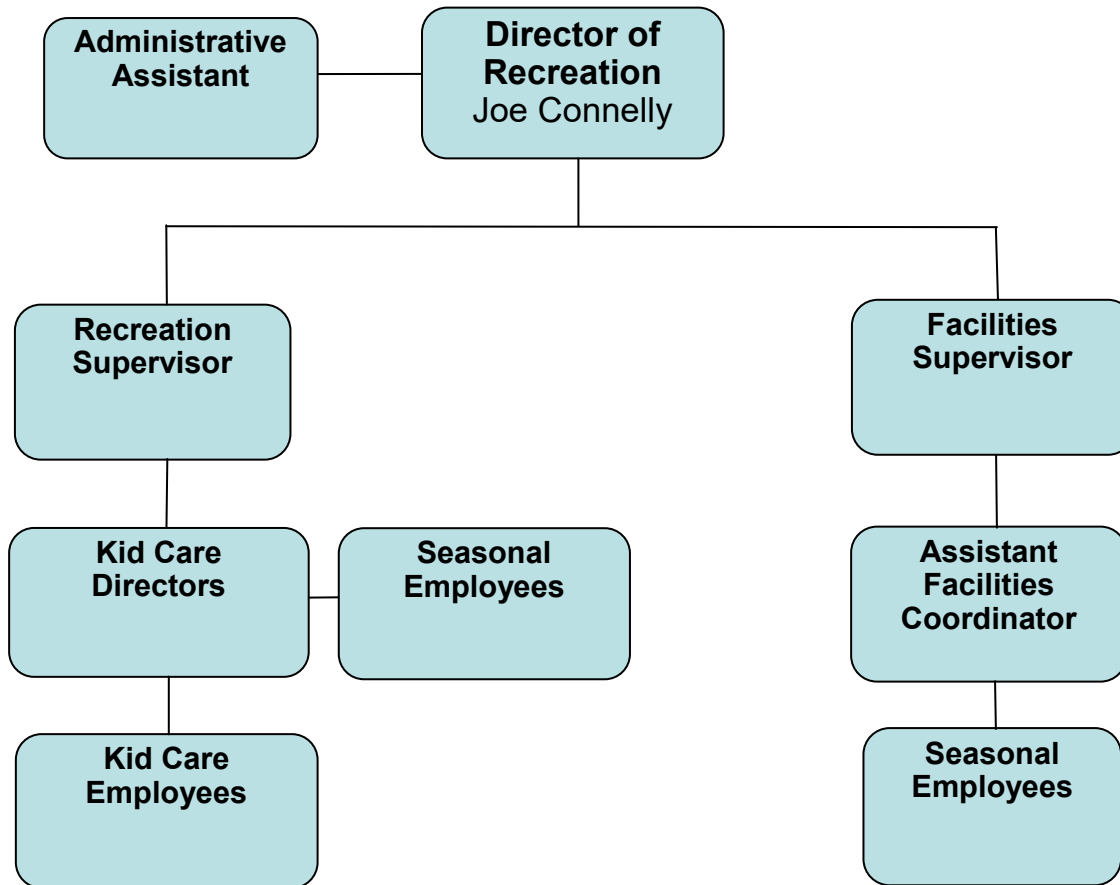 Administrative
Assistant
Director of
Recreation
Joe Connelly
Recreation
Supervisor
Facilities
Supervisor
Kid Care
Directors
Seasonal
Employees
Assistant
Facilities
Coordinator
Kid Care
Employees
Seasonal
Employees